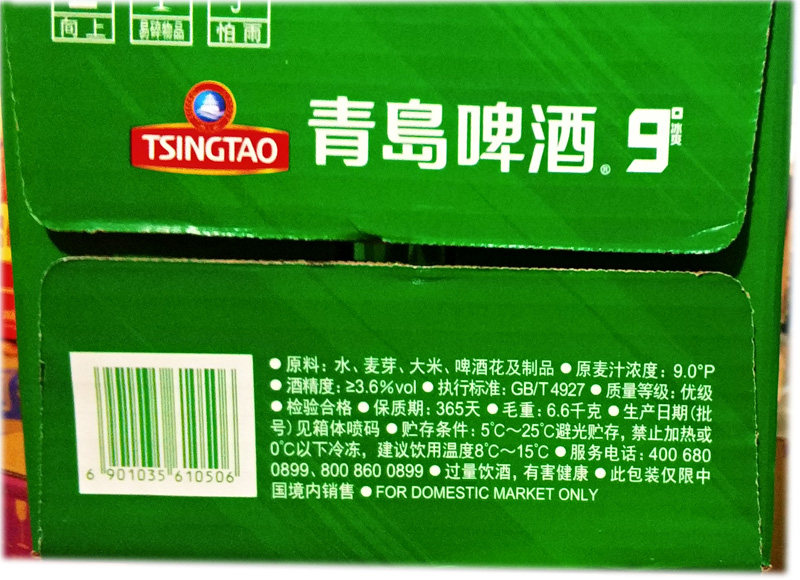 向上
易碎物品
怕雨
TSINGTAO
青岛啤酒® 9°
冰爽
● 原料：水、麦芽、大米、啤酒花及制品 ● 原麦汁浓度：9.0°P
● 酒精度：≥3.6%vol ● 执行标准：GB/T 4927 ● 质量等级：优级
● 检验合格 ● 保质期：365天 ● 毛重：6.6千克 ● 生产日期(批
号)见箱体喷码 ● 贮存条件：5℃～25℃避光贮存，禁止加热或
0℃以下冷冻，建议饮用温度8℃～15℃ ● 服务电话：400 680
0899、800 860 0899 ● 过量饮酒，有害健康 ● 此包装仅限中
国境内销售 ● FOR DOMESTIC MARKET ONLY
6 901035 610506